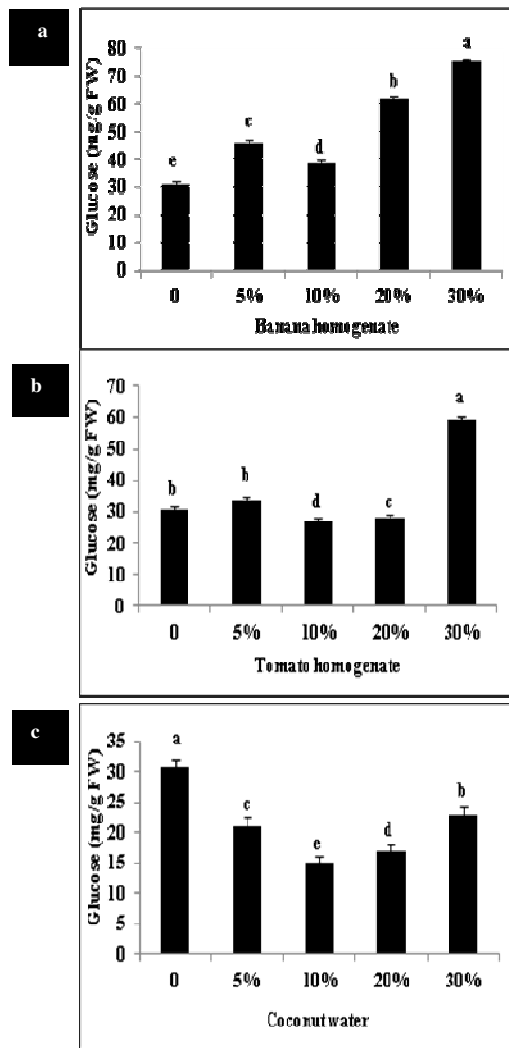 a
Glucose (mg/g FW)
80
70
60
50
40
30
20
10
0
e
c
d
b
a
0 5% 10% 20% 30%
Banana homogenate
b
Glucose (mg/g FW)
70
60
50
40
30
20
10
0
b
b
d
c
a
0 5% 10% 20% 30%
Tomato homogenate
c
Glucose (mg/g FW)
35
30
25
20
15
10
5
0
a
c
e
d
b
0 5% 10% 20% 30%
Coconut water